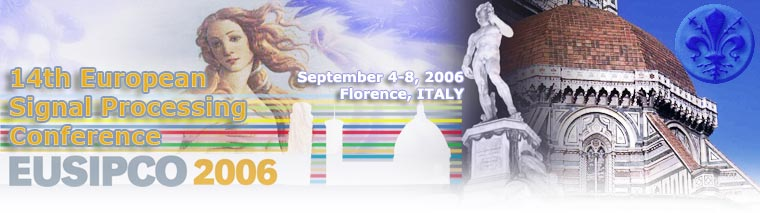 14th European
Signal Processing
Conference
EUSIPCO 2006
September 4-8, 2006
Florence, ITALY